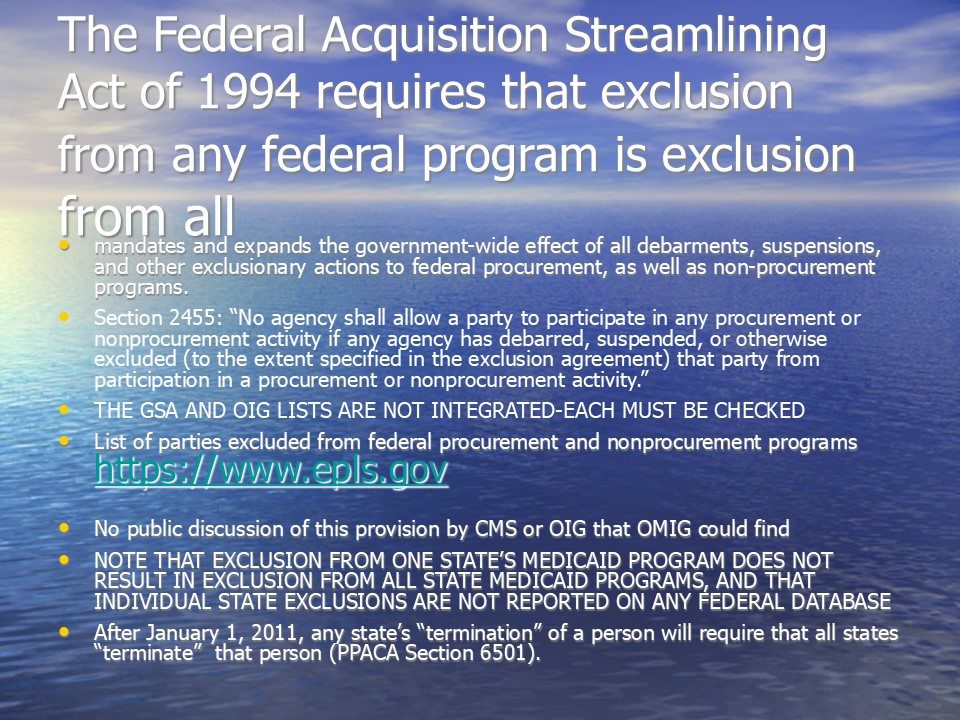 The Federal Acquisition Streamlining
Act of 1994 requires that exclusion
from any federal program is exclusion
from all
• mandates and expands the government-wide effect of all debarments, suspensions,
and other exclusionary actions to federal procurement, as well as non-procurement
programs.
• Section 2455: “No agency shall allow a party to participate in any procurement or
nonprocurement activity if any agency has debarred, suspended, or otherwise
excluded (to the extent specified in the exclusion agreement) that party from
participation in a procurement or nonprocurement activity.”
• THE GSA AND OIG LISTS ARE NOT INTEGRATED-EACH MUST BE CHECKED
• List of parties excluded from federal procurement and nonprocurement programs
https://www.epls.gov
• No public discussion of this provision by CMS or OIG that OMIG could find
• NOTE THAT EXCLUSION FROM ONE STATE’S MEDICAID PROGRAM DOES NOT
RESULT IN EXCLUSION FROM ALL STATE MEDICAID PROGRAMS, AND THAT
INDIVIDUAL STATE EXCLUSIONS ARE NOT REPORTED ON ANY FEDERAL DATABASE
• After January 1, 2011, any state’s “termination” of a person will require that all states
“terminate” that person (PPACA Section 6501).